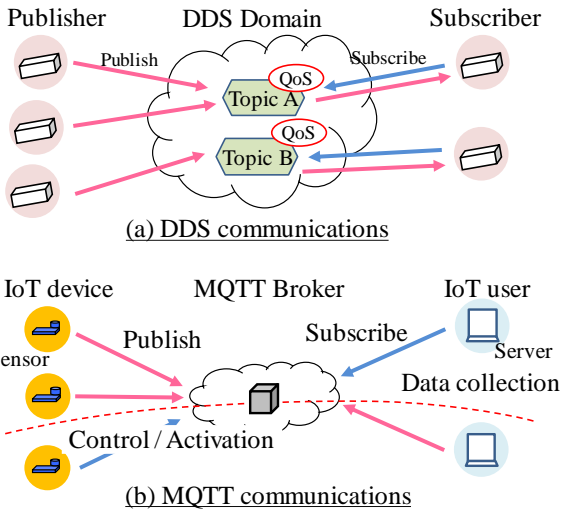 Publisher
DDS Domain
Subscriber
Publish
Subscribe
QoS
Topic A
QoS
Topic B
(a) DDS communications
IoT device
MQTT Broker
IoT user
Publish
Subscribe
Server
ensor
Data collection
Control / Activation
(b) MQTT communications